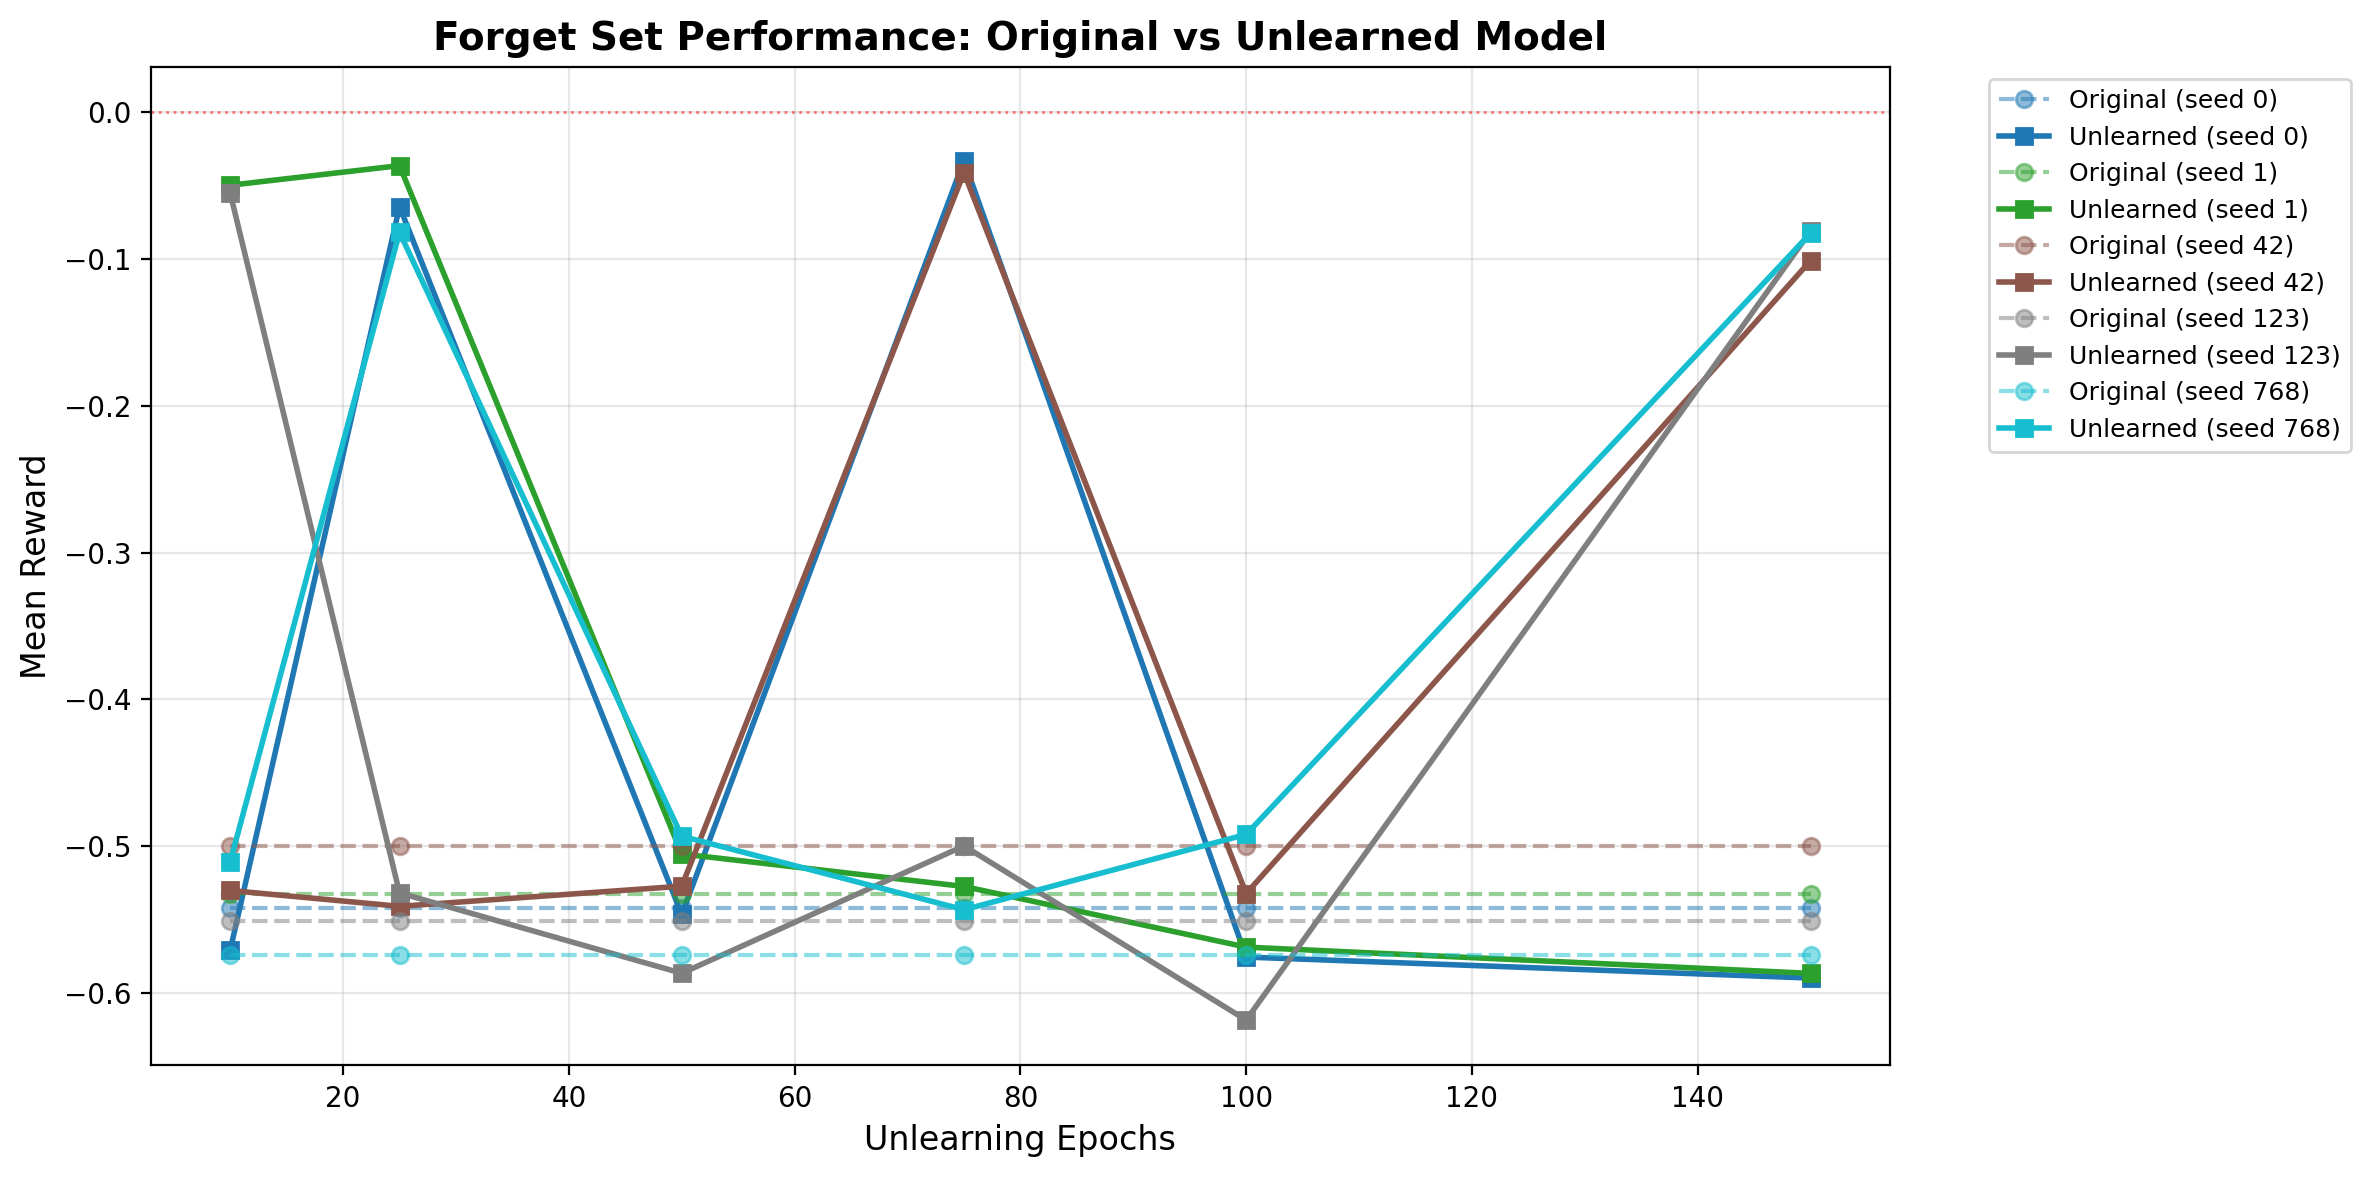 Forget Set Performance: Original vs Unlearned Model
Mean Reward
0.0
−0.1
−0.2
−0.3
−0.4
−0.5
−0.6
20
40
60
80
100
120
140
Unlearning Epochs
Original (seed 0)
Unlearned (seed 0)
Original (seed 1)
Unlearned (seed 1)
Original (seed 42)
Unlearned (seed 42)
Original (seed 123)
Unlearned (seed 123)
Original (seed 768)
Unlearned (seed 768)